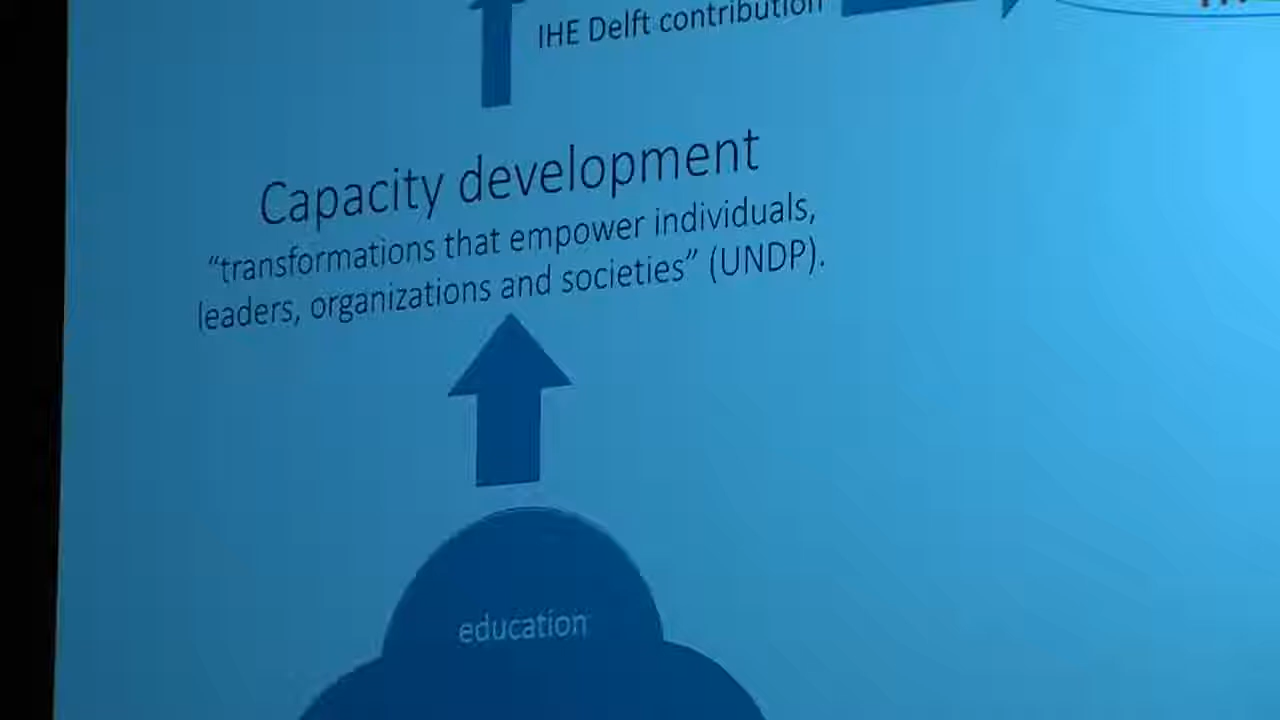 IHE Delft contribution
Capacity development
“transformations that empower individuals,
leaders, organizations and societies” (UNDP).
education